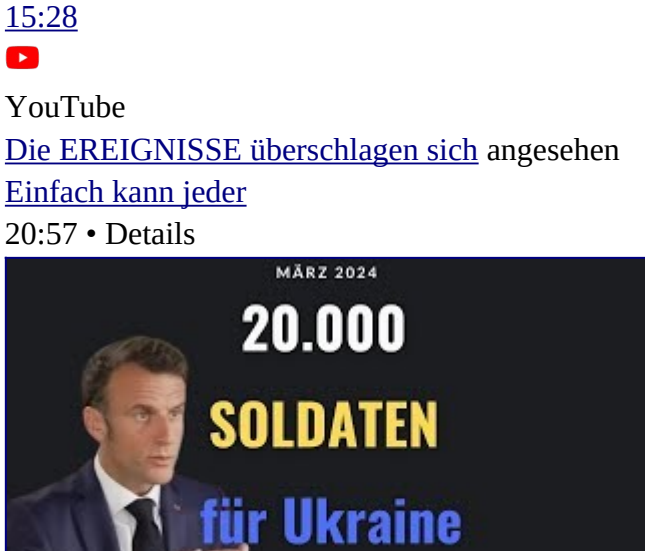 15:28
YouTube
Die EREIGNISSE überschlagen sich angesehen
Einfach kann jeder
20:57 • Details
MÄRZ 2024
20.000
SOLDATEN
für Ukraine